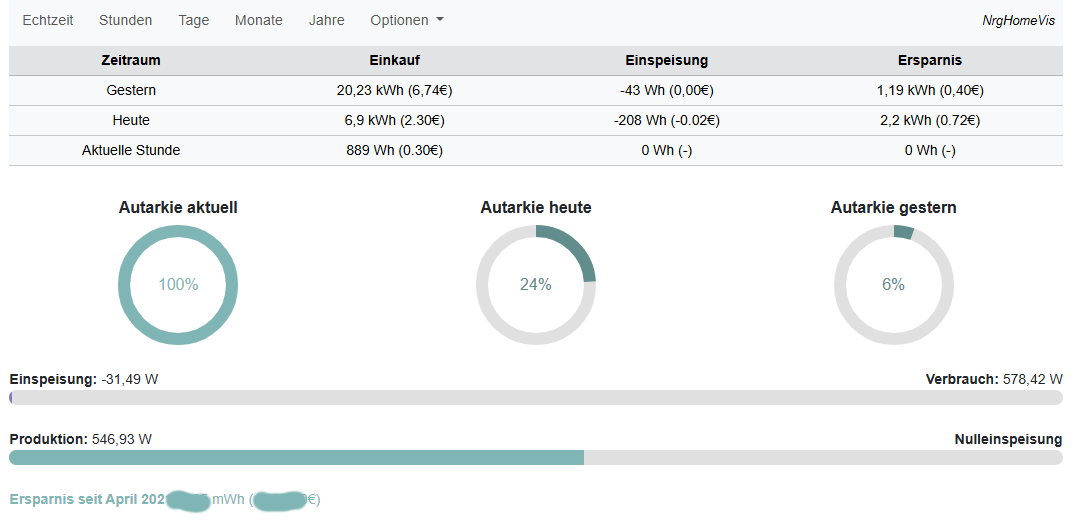 Echtzeit Stunden Tage Monate Jahre Optionen NrgHomeVis
Zeitraum Einkauf Einspeisung Ersparnis
Gestern 20,23 kWh (6,74€) -43 Wh (0,00€) 1,19 kWh (0,40€)
Heute 6,9 kWh (2.30€) -208 Wh (-0.02€) 2,2 kWh (0.72€)
Aktuelle Stunde 889 Wh (0.30€) 0 Wh (-) 0 Wh (-)
Autarkie aktuell Autarkie heute Autarkie gestern
100% 24% 6%
Einspeisung: -31,49 W Verbrauch: 578,42 W
Produktion: 546,93 W Nulleinspeisung
Ersparnis seit April mWh ( €)